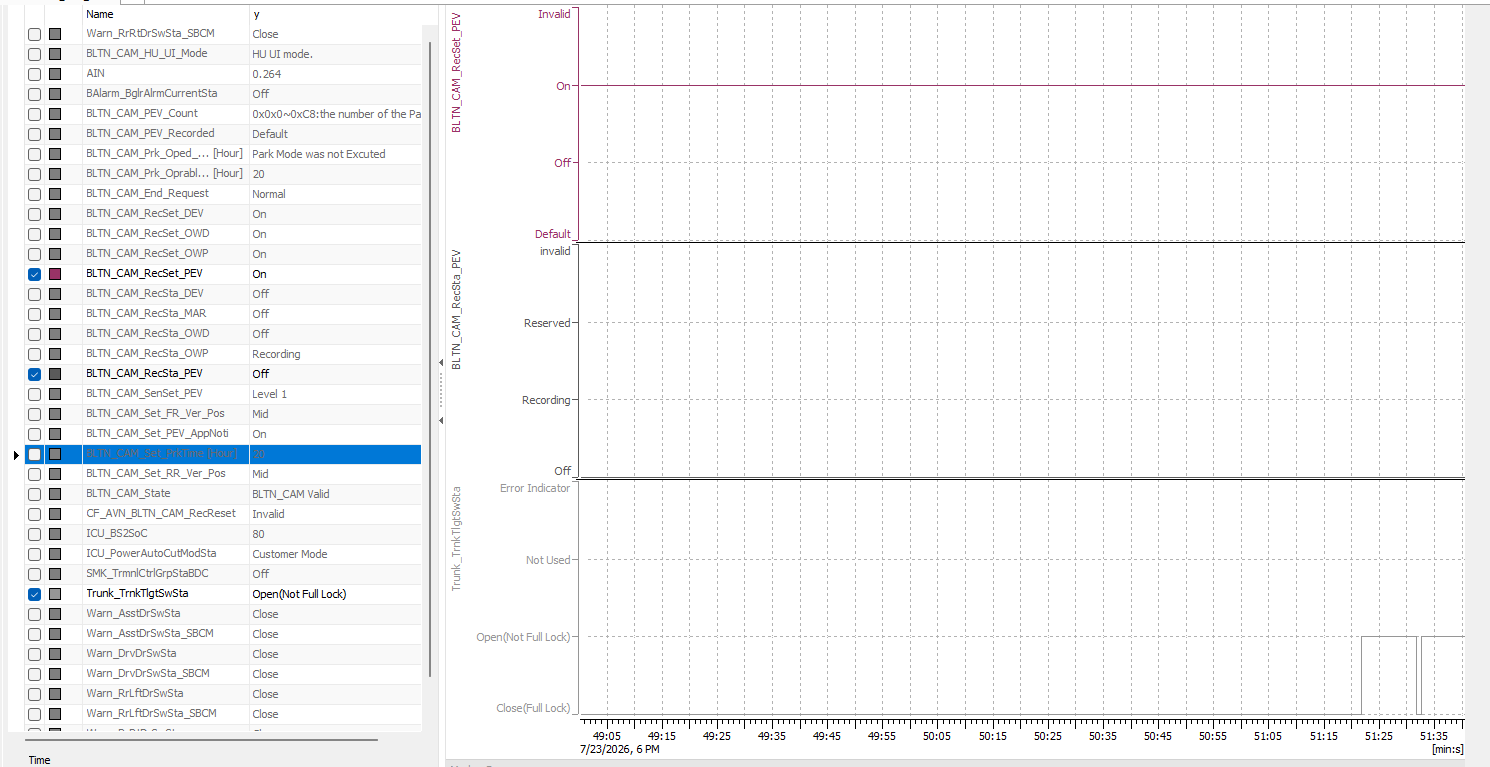 Name y
Warn_RrRtDrSwSta_SBCM Close
BLTN_CAM_HU_UI_Mode HU UI mode.
AIN 0.264
BAlarm_BglrAlrmCurrentSta Off
BLTN_CAM_PEV_Count 0x0x0~0xC8:the number of the Pa
BLTN_CAM_PEV_Recorded Default
BLTN_CAM_Prk_Oped_... [Hour] Park Mode was not Excuted
BLTN_CAM_Prk_Oprabl... [Hour] 20
BLTN_CAM_End_Request Normal
BLTN_CAM_RecSet_DEV On
BLTN_CAM_RecSet_OWD On
BLTN_CAM_RecSet_OWP On
BLTN_CAM_RecSet_PEV On
BLTN_CAM_RecSta_DEV Off
BLTN_CAM_RecSta_MAR Off
BLTN_CAM_RecSta_OWD Off
BLTN_CAM_RecSta_OWP Recording
BLTN_CAM_RecSta_PEV Off
BLTN_CAM_SenSet_PEV Level 1
BLTN_CAM_Set_FR_Ver_Pos Mid
BLTN_CAM_Set_PEV_AppNoti On
BLTN_CAM_Set_PrkTime [Hour] 20
BLTN_CAM_Set_RR_Ver_Pos Mid
BLTN_CAM_State BLTN_CAM Valid
CF_AVN_BLTN_CAM_RecReset Invalid
ICU_BS2SoC 80
ICU_PowerAutoCutModSta Customer Mode
SMK_TrmnlCtrlGrpStaBDC Off
Trunk_TrnkTlgtSwSta Open(Not Full Lock)
Warn_AsstDrSwSta Close
Warn_AsstDrSwSta_SBCM Close
Warn_DrvDrSwSta Close
Warn_DrvDrSwSta_SBCM Close
Warn_RrLftDrSwSta Close
Warn_RrLftDrSwSta_SBCM Close
Time
BLTN_CAM_RecSet_PEV
Invalid
On
Off
Default
BLTN_CAM_RecSta_PEV
invalid
Reserved
Recording
Off
Trunk_TrnkTlgtSwSta
Error Indicator
Not Used
Open(Not Full Lock)
Close(Full Lock)
49:05 49:15 49:25 49:35 49:45 49:55 50:05 50:15 50:25 50:35 50:45 50:55 51:05 51:15 51:25 51:35
7/23/2026, 6 PM [min:s]